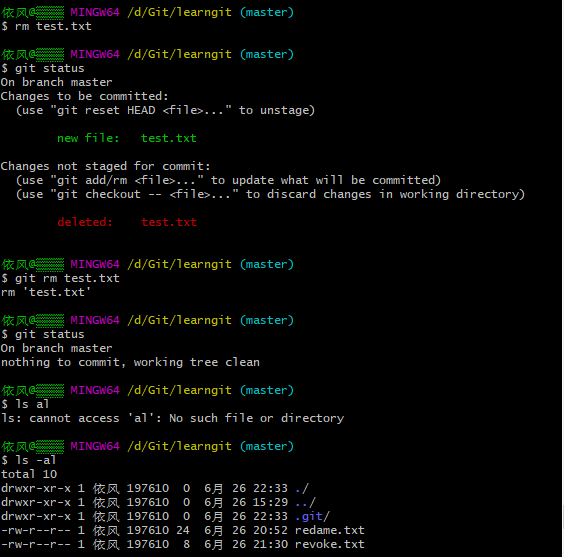 依风@ MINGW64 /d/Git/learngit (master)
$ rm test.txt
依风@ MINGW64 /d/Git/learngit (master)
$ git status
On branch master
Changes to be committed:
  (use "git reset HEAD <file>..." to unstage)
        new file:   test.txt
Changes not staged for commit:
  (use "git add/rm <file>..." to update what will be committed)
  (use "git checkout -- <file>..." to discard changes in working directory)
        deleted:    test.txt
依风@ MINGW64 /d/Git/learngit (master)
$ git rm test.txt
rm 'test.txt'
依风@ MINGW64 /d/Git/learngit (master)
$ git status
On branch master
nothing to commit, working tree clean
依风@ MINGW64 /d/Git/learngit (master)
$ ls al
ls: cannot access 'al': No such file or directory
依风@ MINGW64 /d/Git/learngit (master)
$ ls -al
total 10
drwxr-xr-x 1 依风 197610  0  6月 26 22:33 ./
drwxr-xr-x 1 依风 197610  0  6月 26 15:29 ../
drwxr-xr-x 1 依风 197610  0  6月 26 22:33 .git/
-rw-r--r-- 1 依风 197610 24  6月 26 20:52 redame.txt
-rw-r--r-- 1 依风 197610  8  6月 26 21:30 revoke.txt